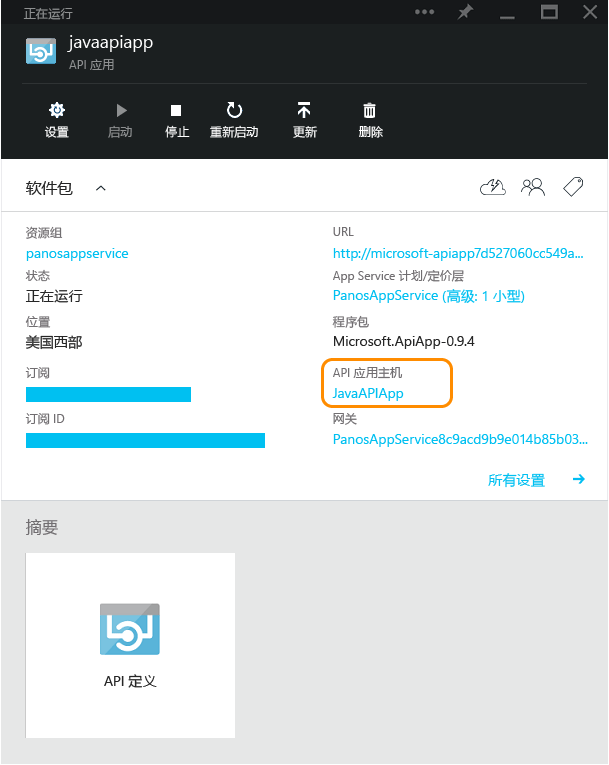 正在运行
javaapiapp
API 应用
设置
启动
停止
重新启动
更新
删除
软件包
资源组
panosappservice
状态
正在运行
位置
美国西部
订阅
订阅 ID
URL
http://microsoft-apiapp7d527060cc549a...
App Service 计划/定价层
PanosAppService (高级: 1 小型)
程序包
Microsoft.ApiApp-0.9.4
API 应用主机
JavaAPIApp
网关
PanosAppService8c9acd9b9e014b85b03...
所有设置
摘要
API 定义